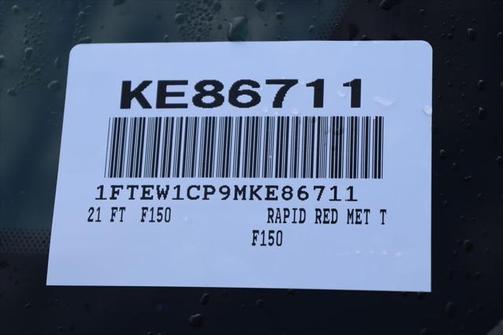 KE86711
1FTEW1CP9MKE86711
21 FT F150 RAPID RED MET T
F150